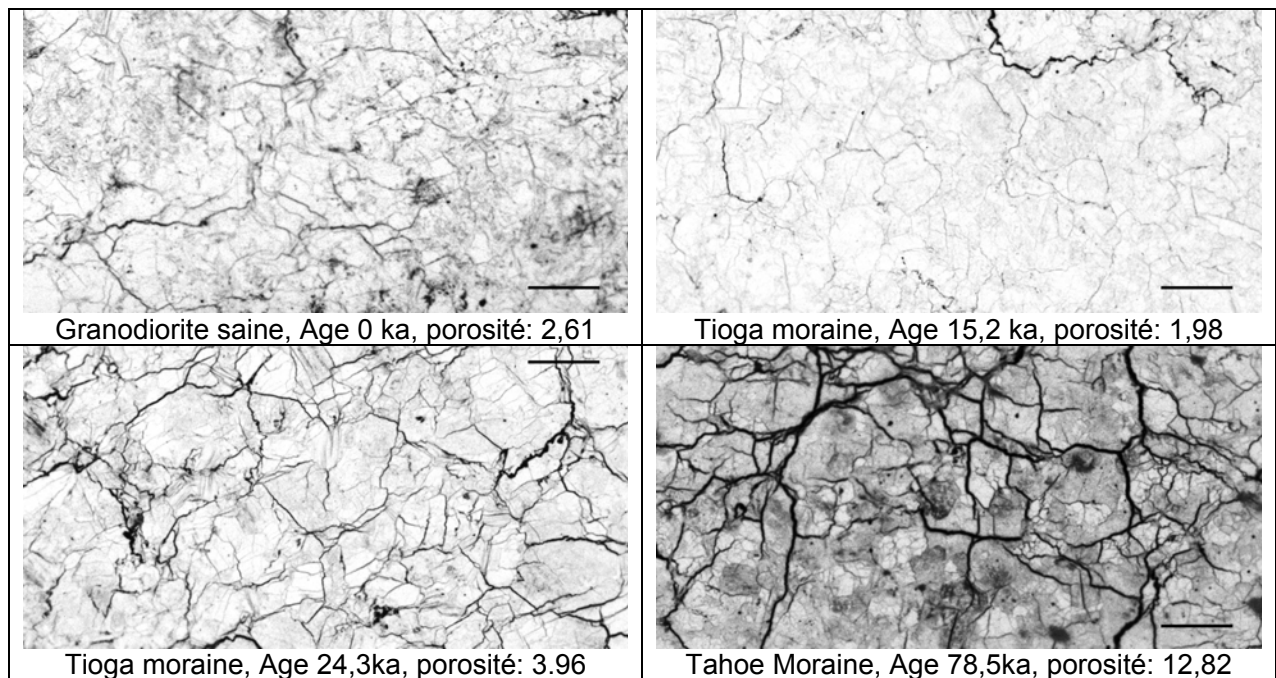 Granodiorite saine, Age 0 ka, porosité: 2,61
Tioga moraine, Age 15,2 ka, porosité: 1,98
Tioga moraine, Age 24,3ka, porosité: 3.96
Tahoe Moraine, Age 78,5ka, porosité: 12,82